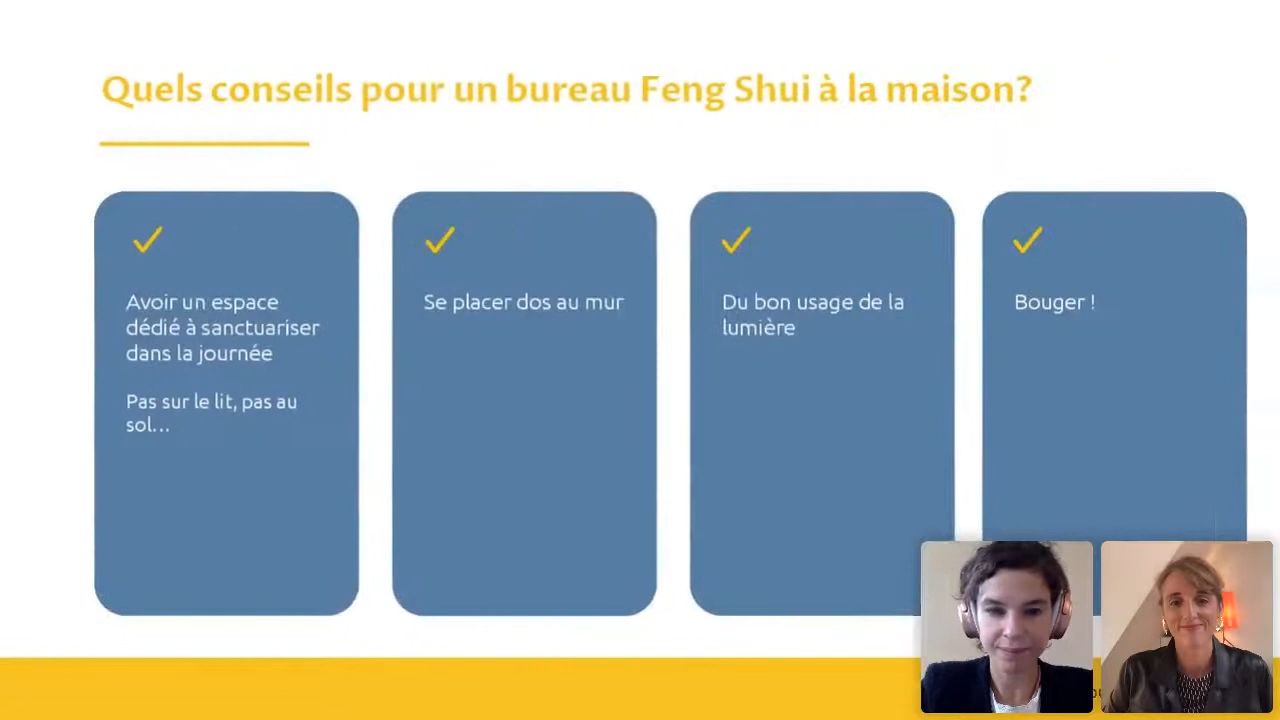 Quels conseils pour un bureau Feng Shui à la maison?
Avoir un espace
dédié à sanctuariser
dans la journée
Pas sur le lit, pas au
sol...
Se placer dos au mur
Du bon usage de la
lumière
Bouger !